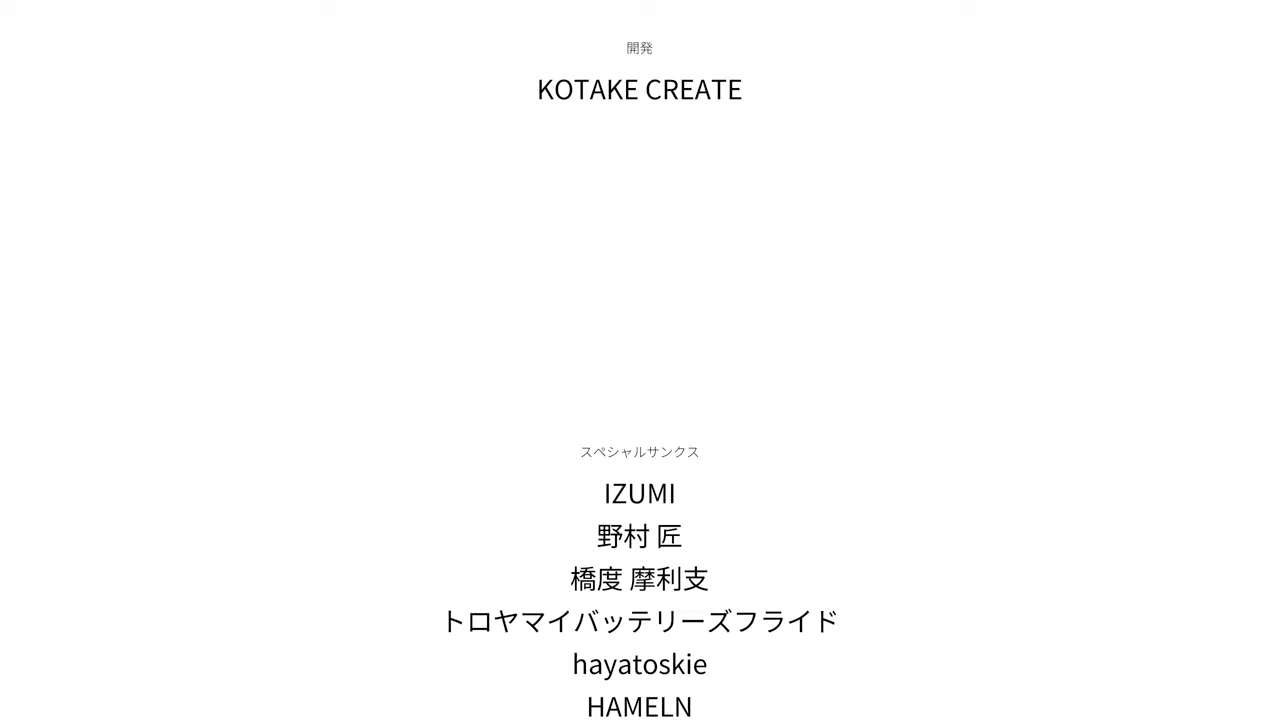 開発
KOTAKE CREATE
スペシャルサンクス
IZUMI
野村 匠
橋度 摩利支
トロヤマイバッテリーズフライド
hayatoskie
HAMELN